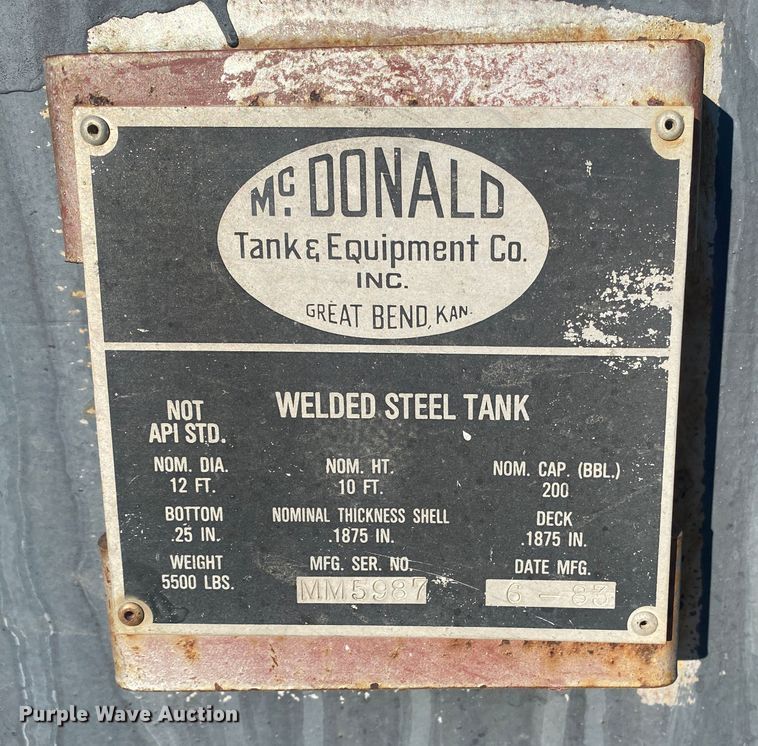 Mc. DONALD
Tank & Equipment Co.
INC.
GREAT BEND, KAN.
NOT
API STD.
WELDED STEEL TANK
NOM. DIA.
12 FT.
NOM. HT.
10 FT.
NOM. CAP. (BBL.)
200
BOTTOM
.25 IN.
NOMINAL THICKNESS SHELL
.1875 IN.
DECK
.1875 IN.
WEIGHT
5500 LBS.
MFG. SER. NO.
MM5987
DATE MFG.
6-83
Purple Wave Auction